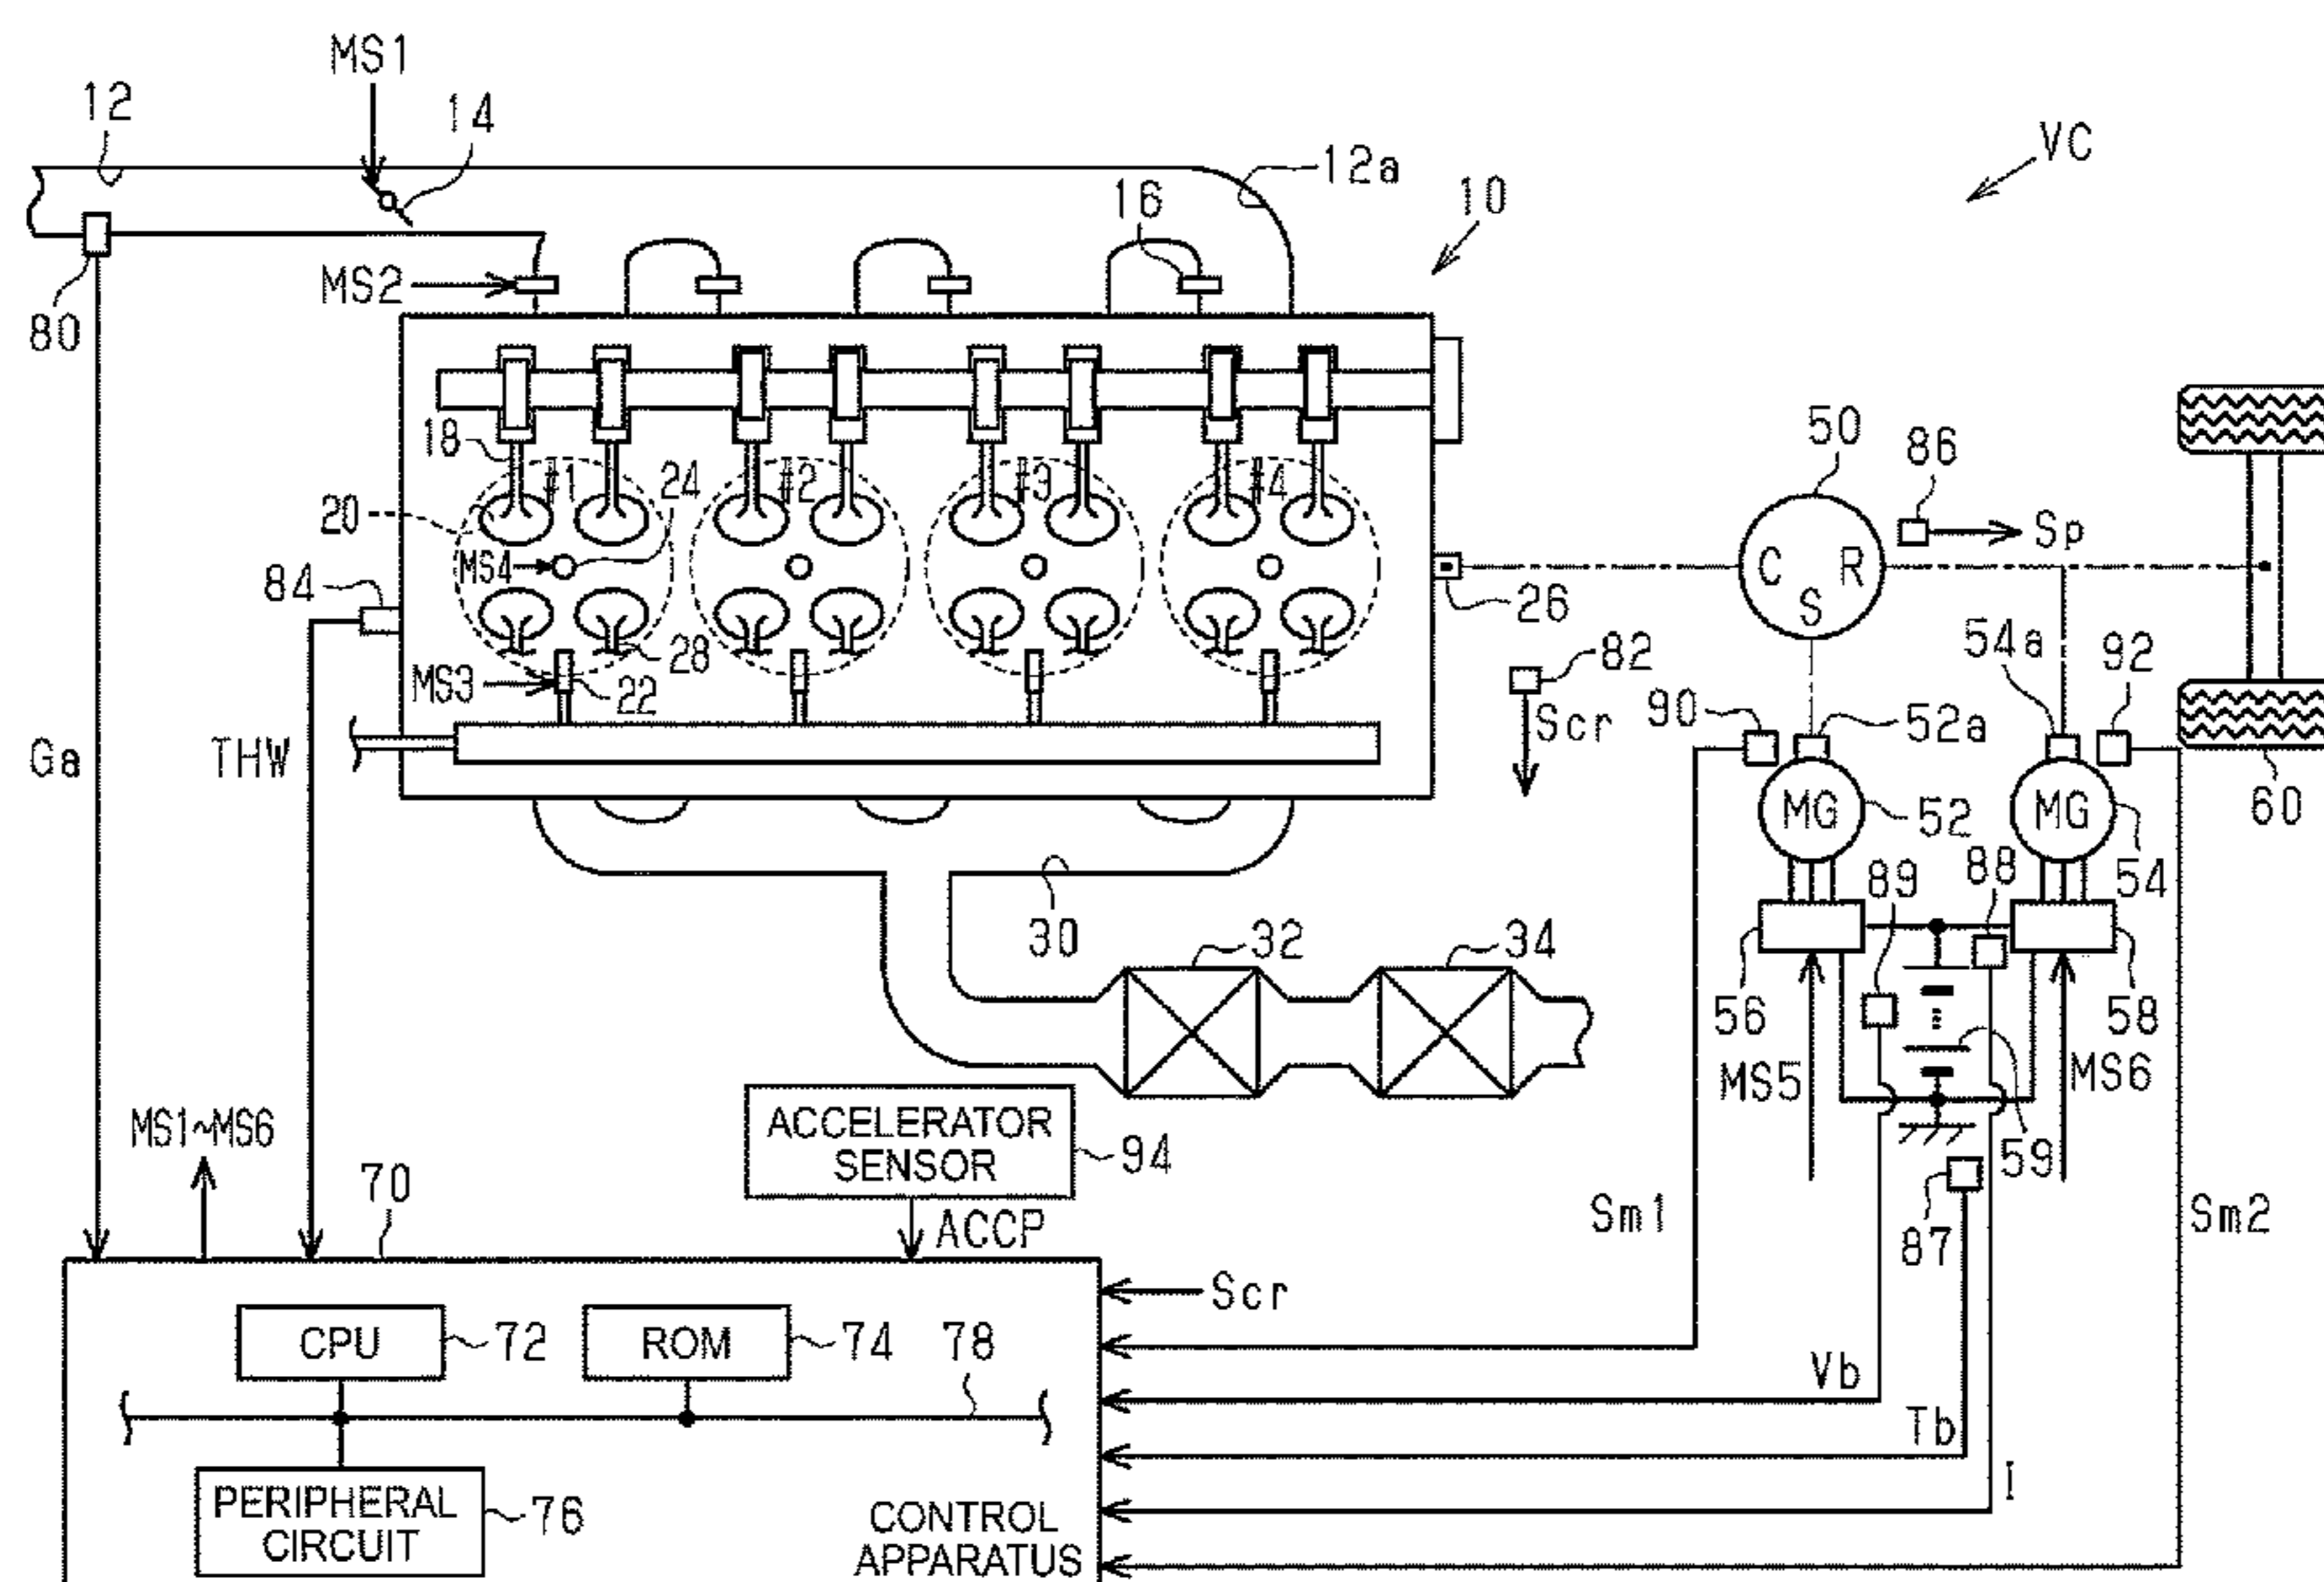 MS1
12
14
VC
12a
16
10
MS2
80
50
86
18
#1
#2
24
#3
#4
20
Sp
C
R
S
MS4
84
26
54a
92
82
28
MS3
22
90
52a
Scr
Ga
THW
60
MG
52
MG
88
89
54
30
32
34
56
58
MS5
MS6
MS1~MS6
ACCELERATOR
SENSOR
94
59
70
Sm1
Sm2
ACCP
87
Scr
CPU
72
ROM
74
78
Vb
Tb
I
PERIPHERAL
CIRCUIT
76
CONTROL
APPARATUS